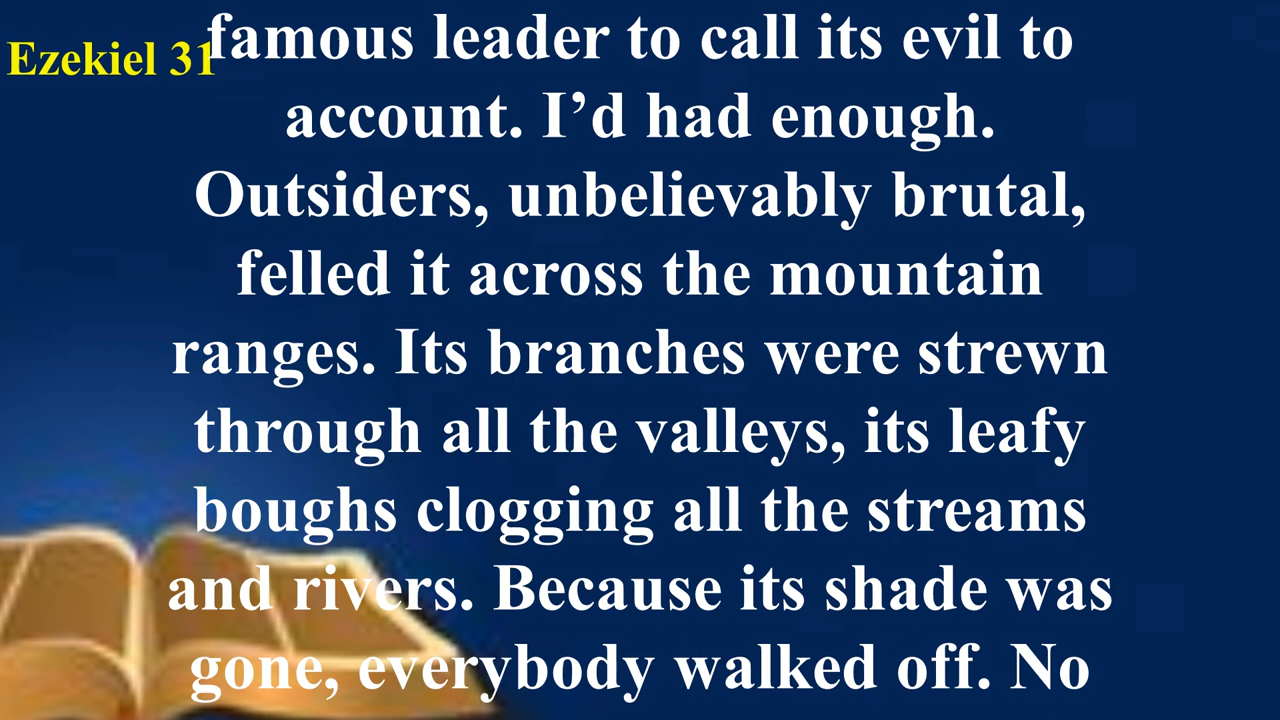 Ezekiel 31
famous leader to call its evil to
account. I’d had enough.
Outsiders, unbelievably brutal,
felled it across the mountain
ranges. Its branches were strewn
through all the valleys, its leafy
boughs clogging all the streams
and rivers. Because its shade was
gone, everybody walked off. No